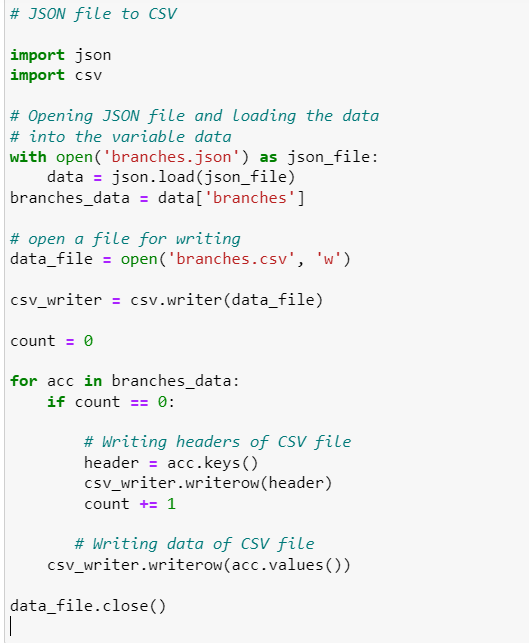 # JSON file to CSV
import json
import csv
# Opening JSON file and loading the data
# into the variable data
with open('branches.json') as json_file:
    data = json.load(json_file)
branches_data = data['branches']
# open a file for writing
data_file = open('branches.csv', 'w')
csv_writer = csv.writer(data_file)
count = 0
for acc in branches_data:
    if count == 0:
        # Writing headers of CSV file
        header = acc.keys()
        csv_writer.writerow(header)
        count += 1
       # Writing data of CSV file
    csv_writer.writerow(acc.values())
data_file.close()